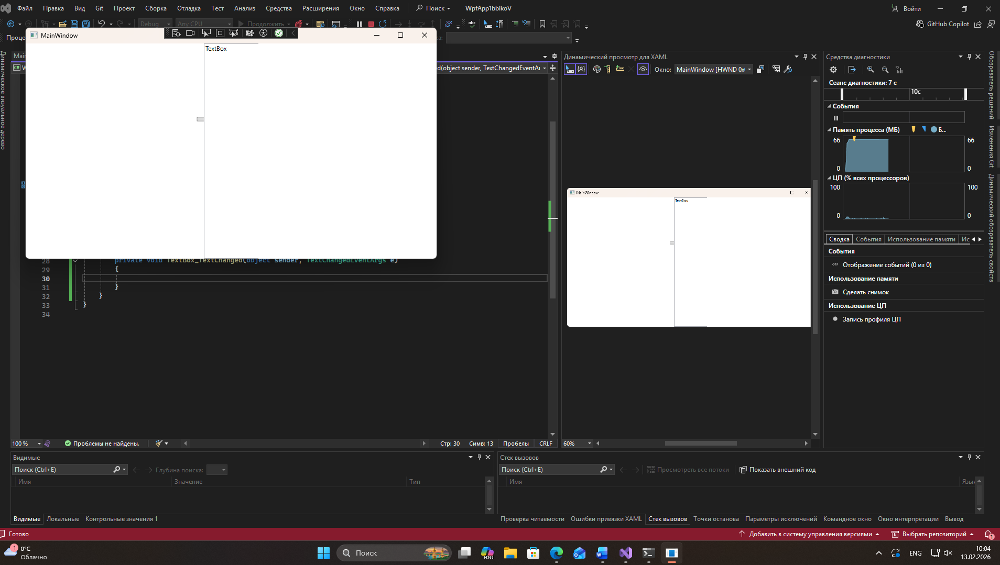 Файл Правка Вид Git Проект Сборка Отладка Тест Анализ Средства Расширения Окно Справка Поиск WpfApp1bbikoV Войти
Debug Any CPU Продолжить GitHub Copilot
MainWindow
TextBox
Динамическое визуальное дерево
d(object sender, TextChangedEventAr
28 private void TextBox_TextChanged(object sender, TextChangedEventArgs e)
29 {
30
31 }
32 }
33 }
34
100 % Проблемы не найдены. Стр: 30 Симв: 13 Пробелы CRLF
Динамический просмотр для XAML
Окно: MainWindow [HWND 0x
MainWindow
TextBox
60%
Средства диагностики
Сеанс диагностики: 7 с
10с
События
Память процесса (МБ) Б...
66 66
0 0
ЦП (% всех процессоров)
100 100
0 0
Сводка События Использование памяти Ис
События
Отображение событий (0 из 0)
Использование памяти
Сделать снимок
Использование ЦП
Запись профиля ЦП
Обозреватель решений
Изменения Git
Динамический обозреватель свойств
Видимые
Поиск (Ctrl+E) Глубина поиска:
Имя Значение Тип
Видимые Локальные Контрольные значения 1
Стек вызовов
Поиск (Ctrl+E) Просмотреть все потоки Показать внешний код
Имя Язык
Проверка читаемости Ошибки привязки XAML Стек вызовов Точки останова Параметры исключений Командное окно Окно интерпретации Вывод
Готово Добавить в систему управления версиями Выбрать репозиторий 1
1 0°C
Облачно
Поиск
M365
ENG
10:04
13.02.2026